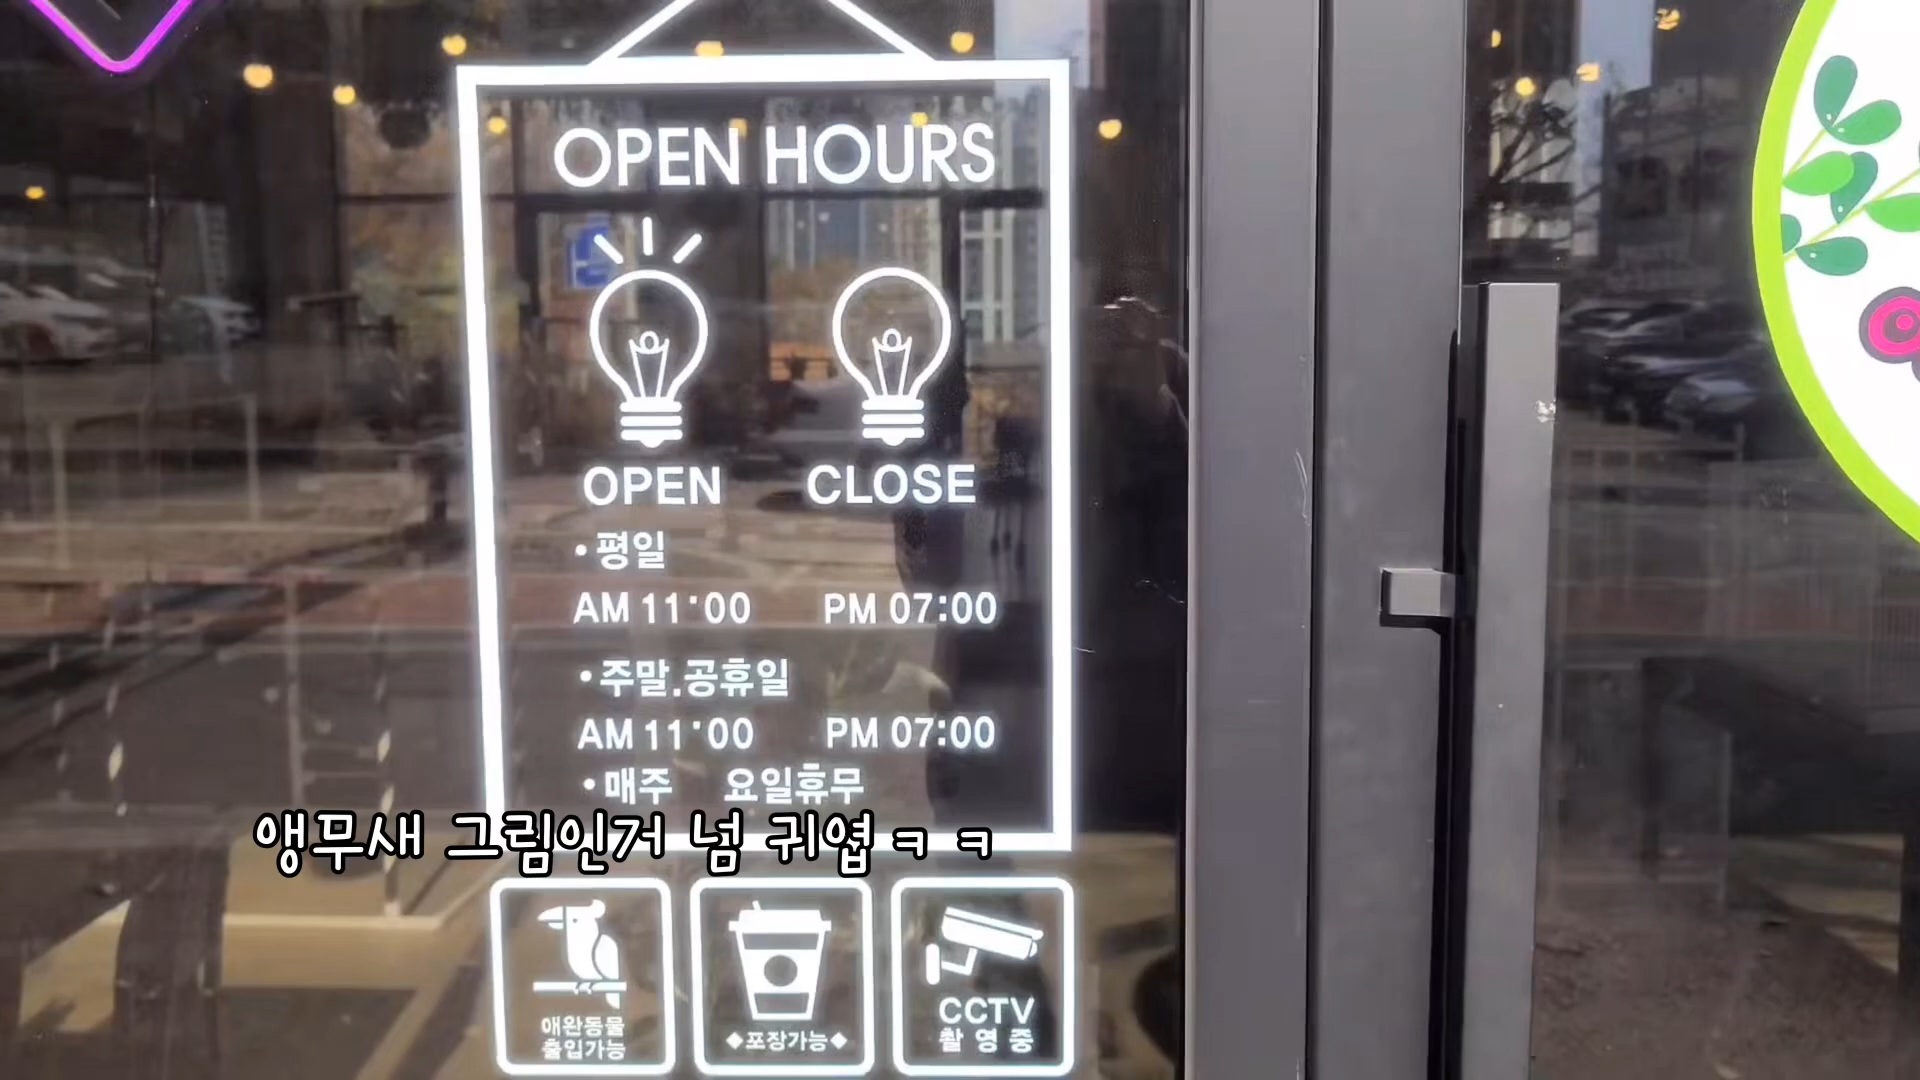 OPEN HOURS
OPEN CLOSE
• 평일
AM 11:00 PM 07:00
• 주말.공휴일
AM 11:00 PM 07:00
• 매주 요일휴무
앵무새 그림인거 넘 귀엽ㅋㅋ
애완동물
출입가능
◆포장가능◆
CCTV
촬영중